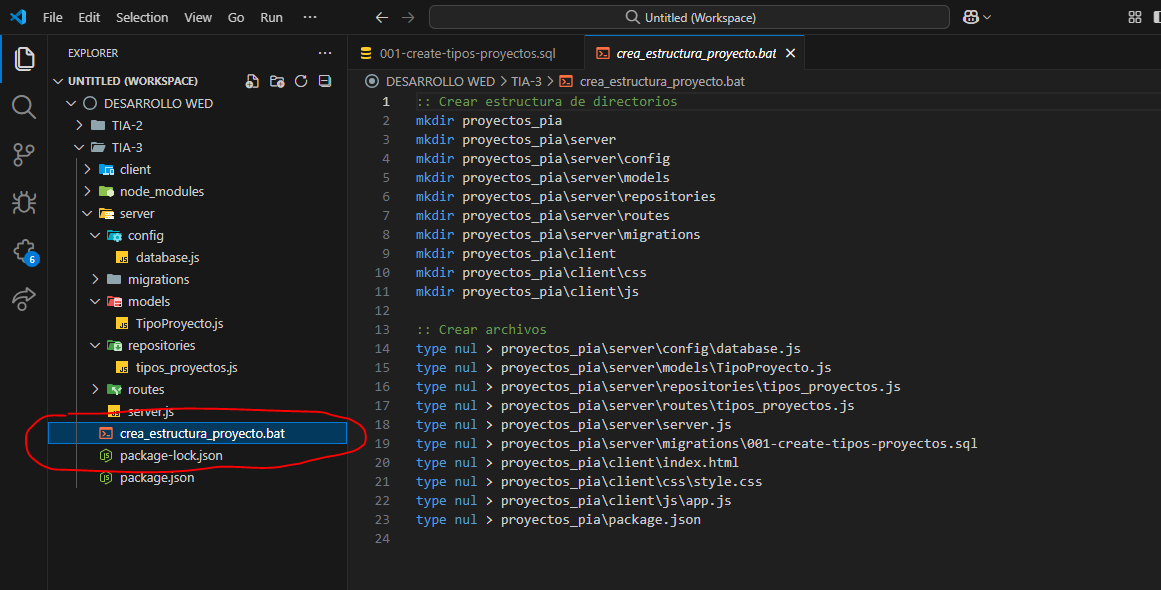 File Edit Selection View Go Run ··· Untitled (Workspace)
EXPLORER ···
UNTITLED (WORKSPACE)
DESARROLLO WED
TIA-2
TIA-3
client
node_modules
server
config
database.js
migrations
models
TipoProyecto.js
repositories
tipos_proyectos.js
routes
server.js
crea_estructura_proyecto.bat
package-lock.json
package.json
6
001-create-tipos-proyectos.sql crea_estructura_proyecto.bat
DESARROLLO WED > TIA-3 > crea_estructura_proyecto.bat
1 :: Crear estructura de directorios
2 mkdir proyectos_pia
3 mkdir proyectos_pia\server
4 mkdir proyectos_pia\server\config
5 mkdir proyectos_pia\server\models
6 mkdir proyectos_pia\server\repositories
7 mkdir proyectos_pia\server\routes
8 mkdir proyectos_pia\server\migrations
9 mkdir proyectos_pia\client
10 mkdir proyectos_pia\client\css
11 mkdir proyectos_pia\client\js
12
13 :: Crear archivos
14 type nul > proyectos_pia\server\config\database.js
15 type nul > proyectos_pia\server\models\TipoProyecto.js
16 type nul > proyectos_pia\server\repositories\tipos_proyectos.js
17 type nul > proyectos_pia\server\routes\tipos_proyectos.js
18 type nul > proyectos_pia\server\server.js
19 type nul > proyectos_pia\server\migrations\001-create-tipos-proyectos.sql
20 type nul > proyectos_pia\client\index.html
21 type nul > proyectos_pia\client\css\style.css
22 type nul > proyectos_pia\client\js\app.js
23 type nul > proyectos_pia\package.json
24